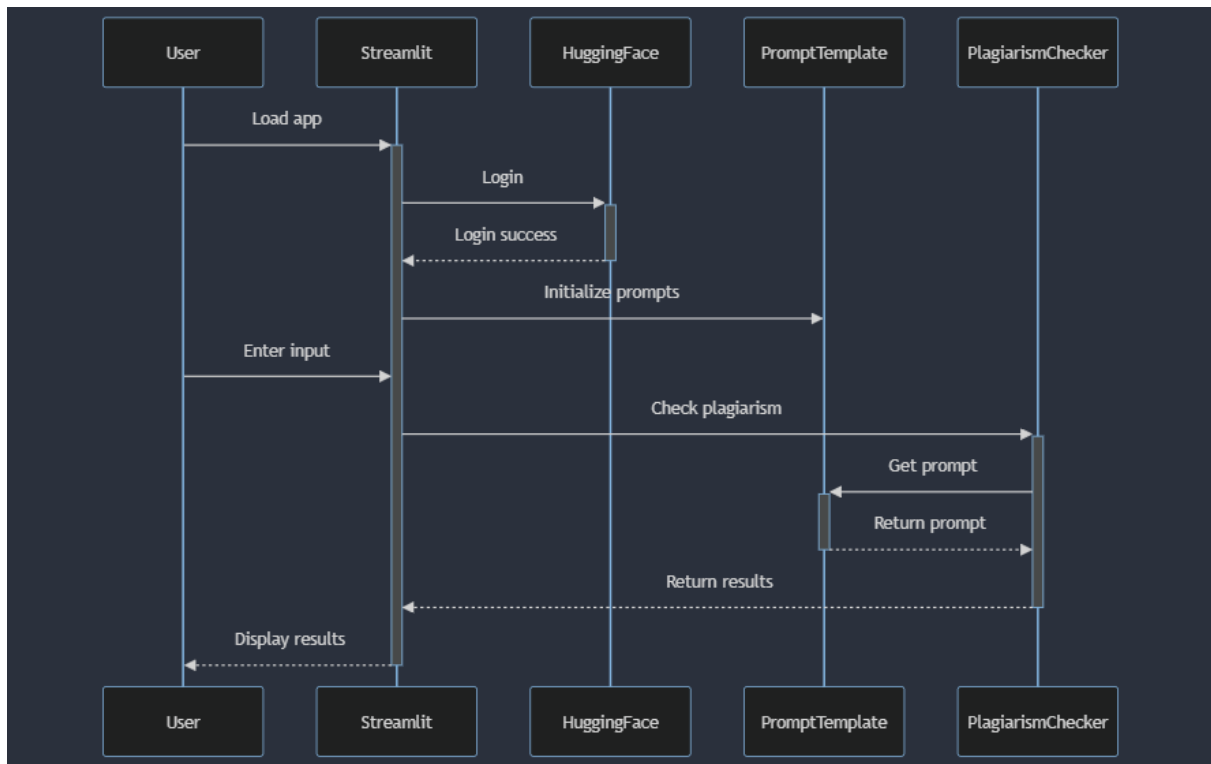 User
Streamlit
HuggingFace
PromptTemplate
PlagiarismChecker
Load app
Login
Login success
Initialize prompts
Enter input
Check plagiarism
Get prompt
Return prompt
Return results
Display results
User
Streamlit
HuggingFace
PromptTemplate
PlagiarismChecker